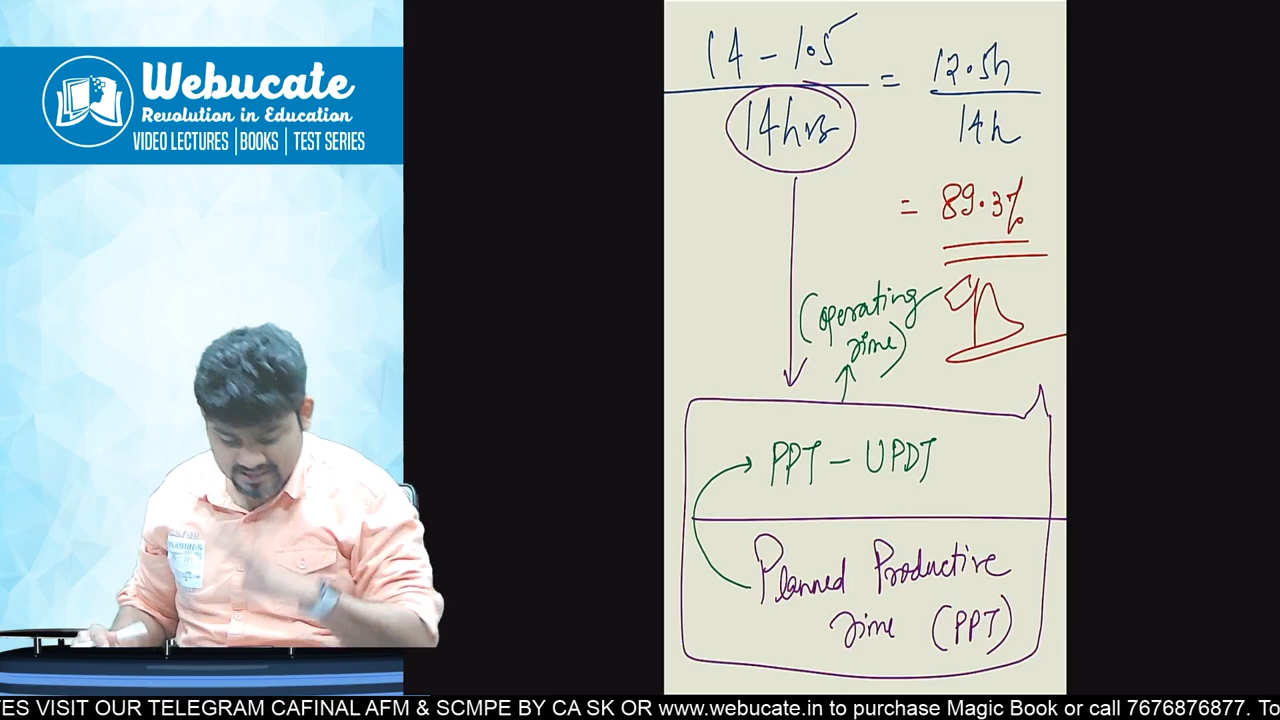 Webucate
Revolution in Education
VIDEO LECTURES | BOOKS | TEST SERIES
14 - 1.5
14hrs
= 12.5h
14h
= 89.3%
(operating
Time)
PPT - UPDT
Planned Productive
Time (PPT)
TES VISIT OUR TELEGRAM CAFINAL AFM & SCMPE BY CA SK OR www.webucate.in to purchase Magic Book or call 7676876877. To